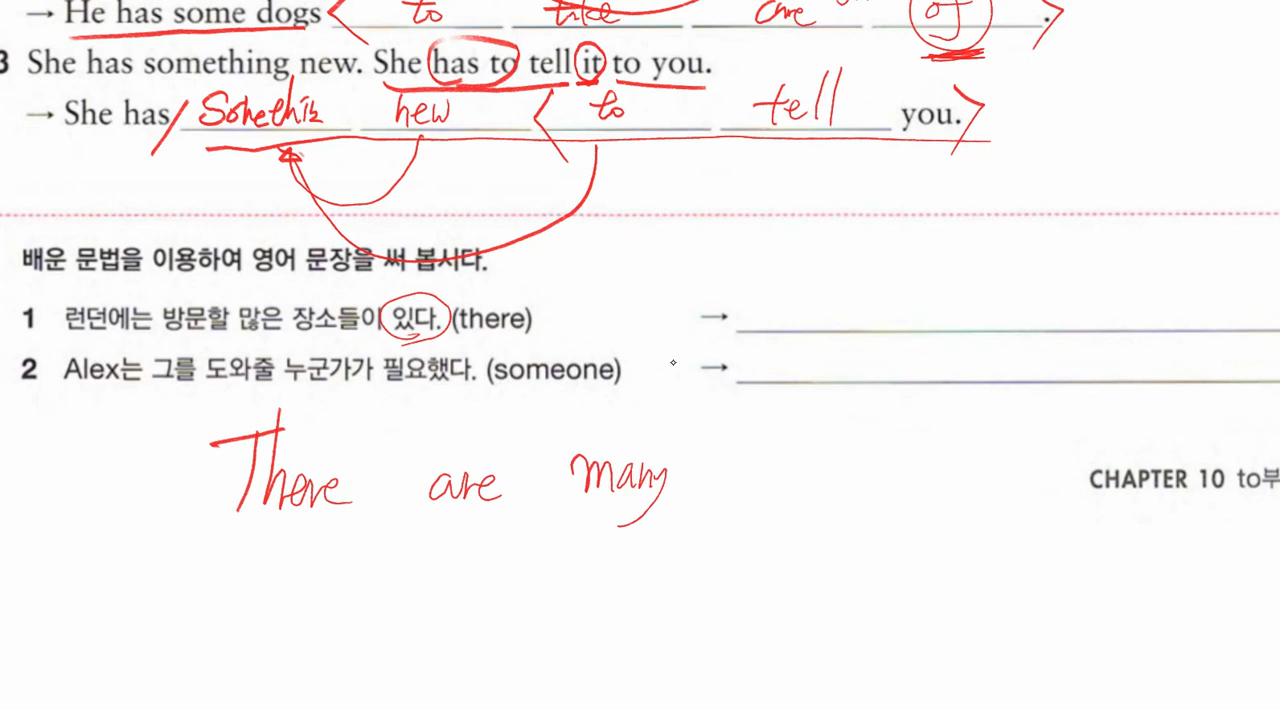 → He has some dogs to take are of .
3 She has something new. She has to tell it to you.
→ She has Somethis new to tell you.
배운 문법을 이용하여 영어 문장을 써 봅시다.
1 런던에는 방문할 많은 장소들이 있다. (there) →
2 Alex는 그를 도와줄 누군가가 필요했다. (someone) →
There are many
CHAPTER 10 to부